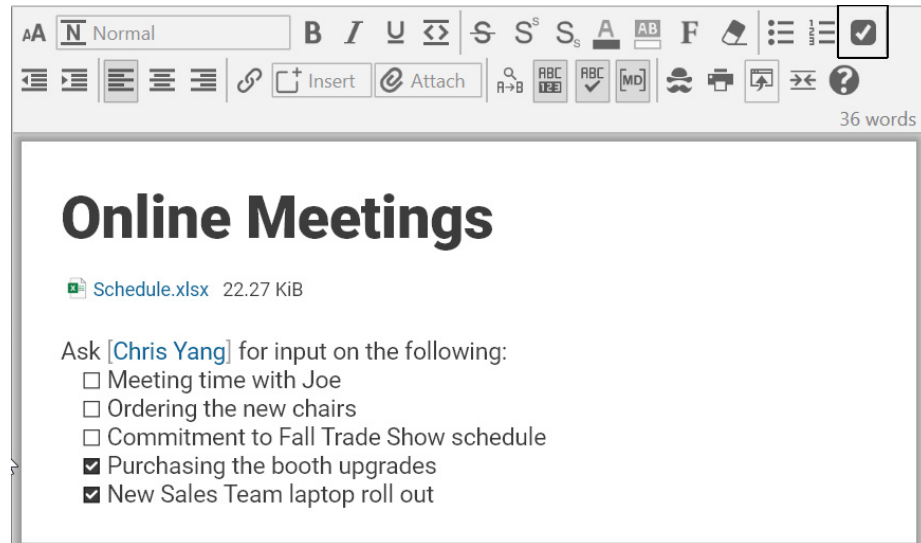 AA N Normal B I U S S^s S_s A AB F
Insert Attach A→B ABC 123 ABC [MD] ?
36 words
Online Meetings
Schedule.xlsx 22.27 KiB
Ask [Chris Yang] for input on the following:
☐ Meeting time with Joe
☐ Ordering the new chairs
☐ Commitment to Fall Trade Show schedule
☑ Purchasing the booth upgrades
☑ New Sales Team laptop roll out